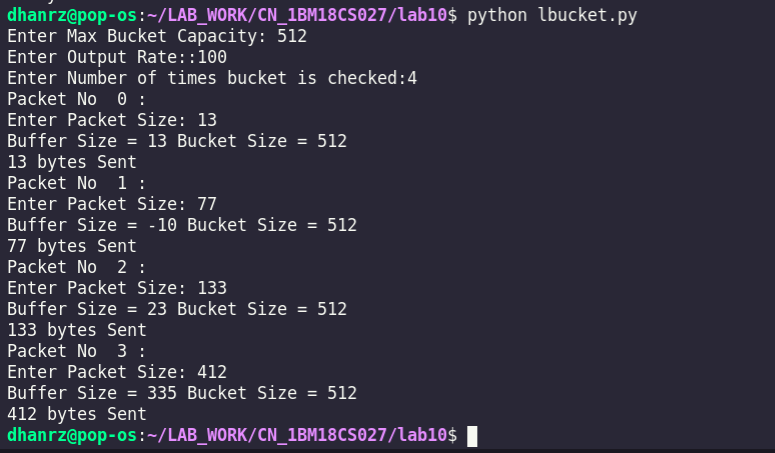 dhanrz@pop-os:~/LAB_WORK/CN_1BM18CS027/lab10$ python lbucket.py
Enter Max Bucket Capacity: 512
Enter Output Rate::100
Enter Number of times bucket is checked:4
Packet No  0 :
Enter Packet Size: 13
Buffer Size = 13 Bucket Size = 512
13 bytes Sent
Packet No  1 :
Enter Packet Size: 77
Buffer Size = -10 Bucket Size = 512
77 bytes Sent
Packet No  2 :
Enter Packet Size: 133
Buffer Size = 23 Bucket Size = 512
133 bytes Sent
Packet No  3 :
Enter Packet Size: 412
Buffer Size = 335 Bucket Size = 512
412 bytes Sent
dhanrz@pop-os:~/LAB_WORK/CN_1BM18CS027/lab10$